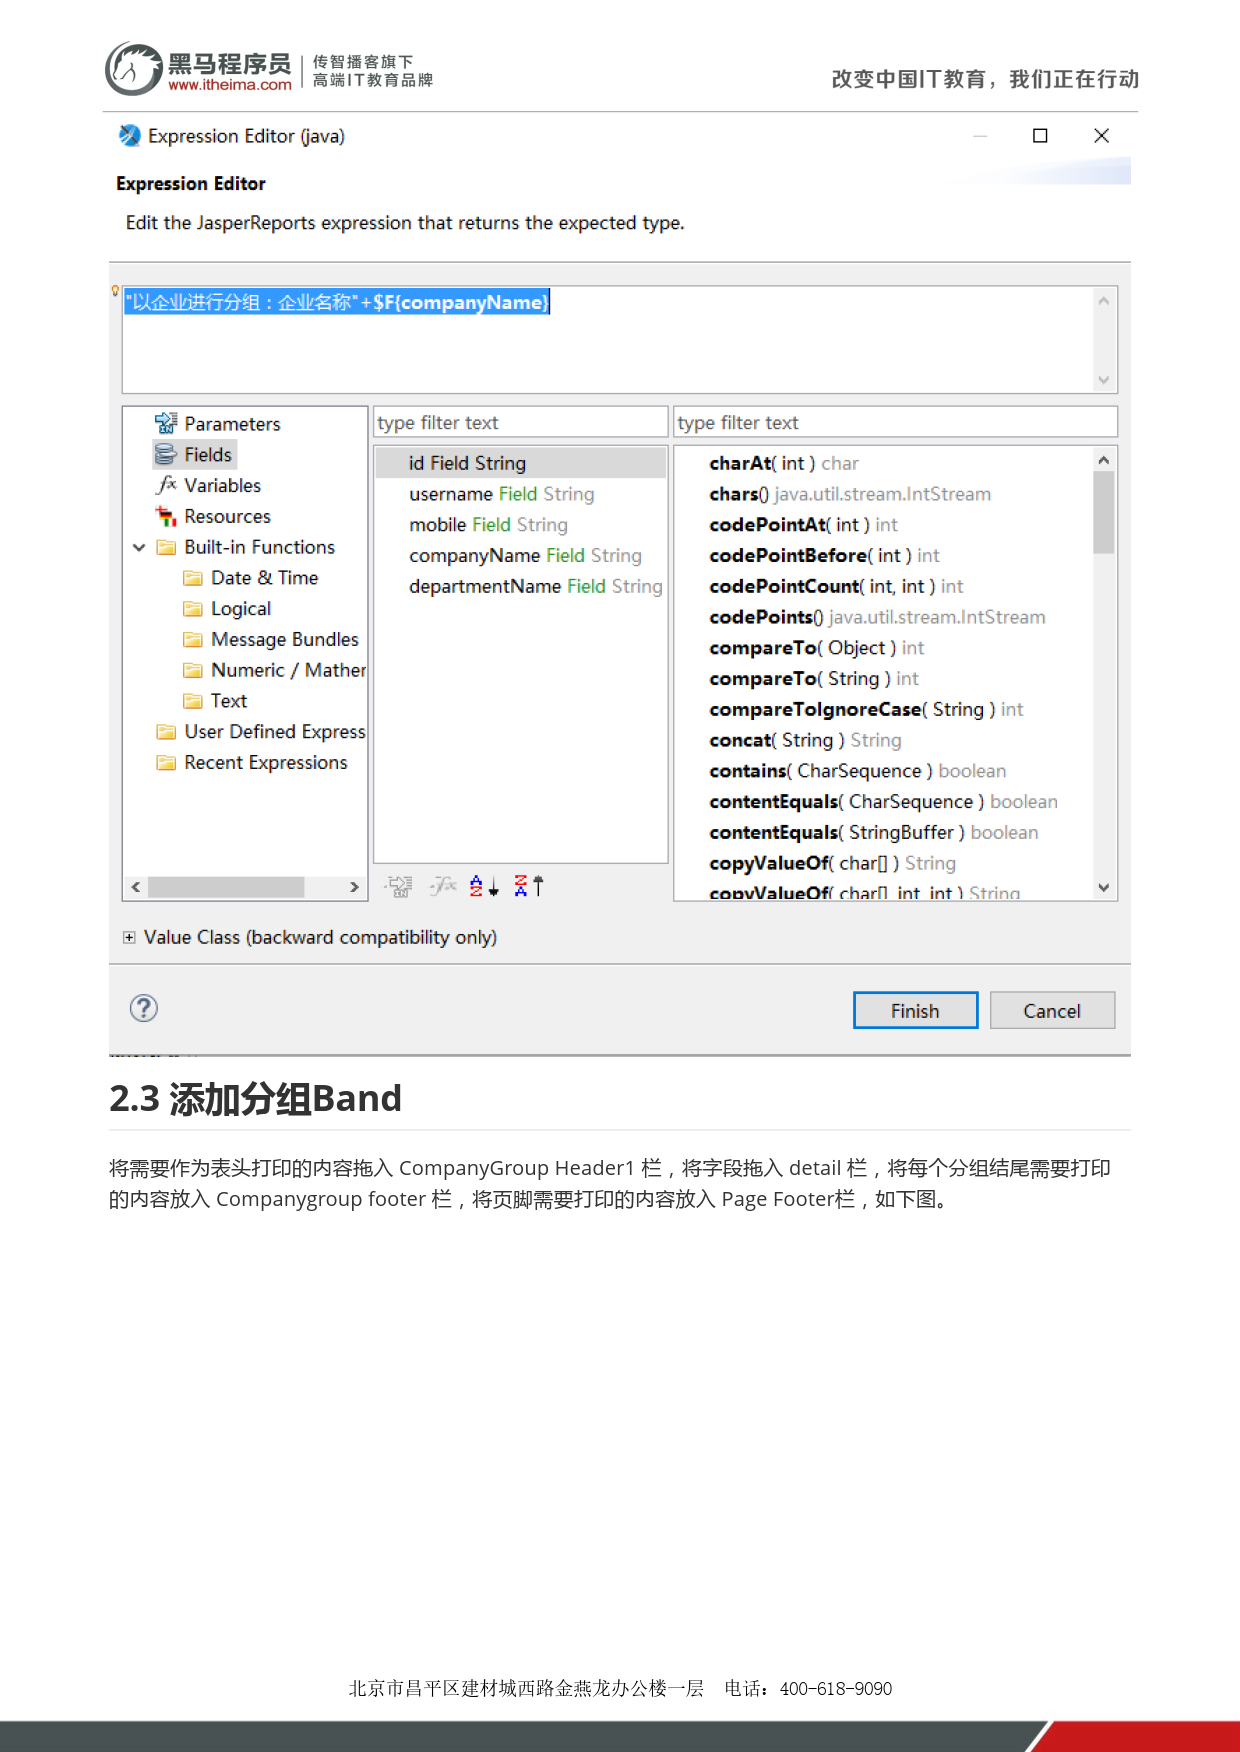 黑马程序员
www.itheima.com
传智播客旗下
高端IT教育品牌
改变中国IT教育，我们正在行动
Expression Editor (java)
Expression Editor
Edit the JasperReports expression that returns the expected type.
"以企业进行分组：企业名称"+$F{companyName}
Parameters
Fields
Variables
Resources
Built-in Functions
Date & Time
Logical
Message Bundles
Numeric / Mather
Text
User Defined Express
Recent Expressions
type filter text
id Field String
username Field String
mobile Field String
companyName Field String
departmentName Field String
type filter text
charAt( int ) char
chars() java.util.stream.IntStream
codePointAt( int ) int
codePointBefore( int ) int
codePointCount( int, int ) int
codePoints() java.util.stream.IntStream
compareTo( Object ) int
compareTo( String ) int
compareToIgnoreCase( String ) int
concat( String ) String
contains( CharSequence ) boolean
contentEquals( CharSequence ) boolean
contentEquals( StringBuffer ) boolean
copyValueOf( char[] ) String
copyValueOf( char[], int, int ) String
Value Class (backward compatibility only)
Finish
Cancel
2.3 添加分组Band
将需要作为表头打印的内容拖入 CompanyGroup Header1 栏，将字段拖入 detail 栏，将每个分组结尾需要打印
的内容放入 Companygroup footer 栏，将页脚需要打印的内容放入 Page Footer栏，如下图。
北京市昌平区建材城西路金燕龙办公楼一层 电话：400-618-9090